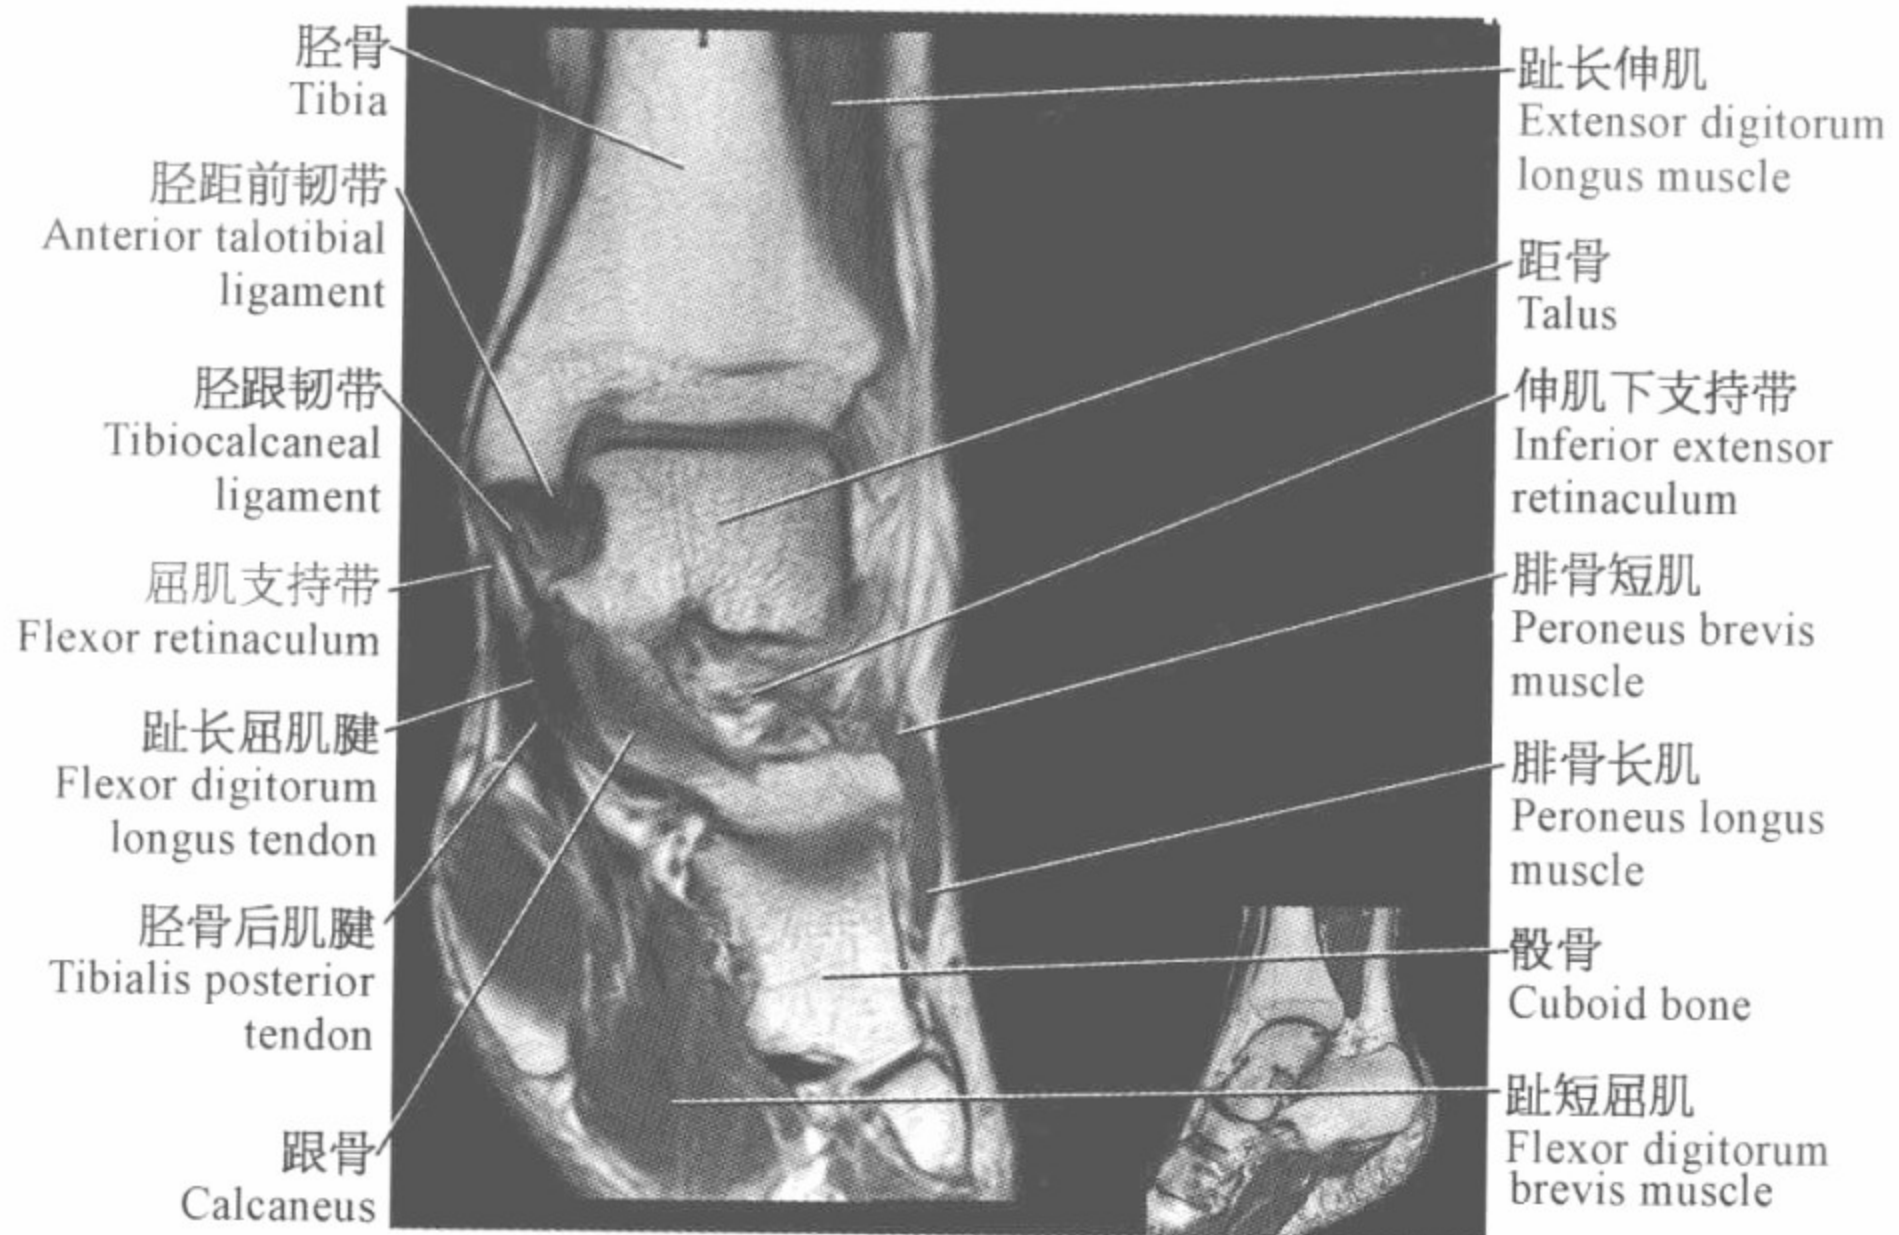 胫骨
Tibia
胫距前韧带
Anterior talotibial
ligament
胫跟韧带
Tibiocalcaneal
ligament
屈肌支持带
Flexor retinaculum
趾长屈肌腱
Flexor digitorum
longus tendon
胫骨后肌腱
Tibialis posterior
tendon
跟骨
Calcaneus
趾长伸肌
Extensor digitorum
longus muscle
距骨
Talus
伸肌下支持带
Inferior extensor
retinaculum
腓骨短肌
Peroneus brevis
muscle
腓骨长肌
Peroneus longus
muscle
骰骨
Cuboid bone
趾短屈肌
Flexor digitorum
brevis muscle